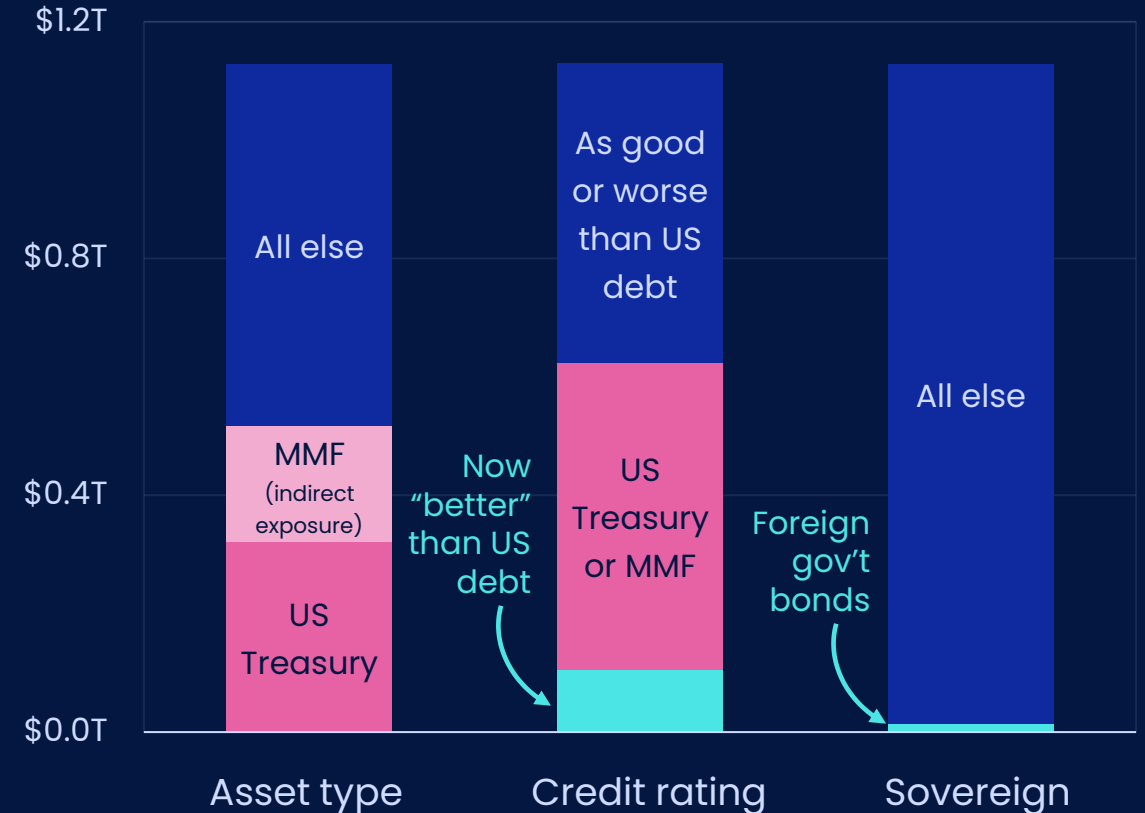 $1.2T
$0.8T
$0.4T
$0.0T
All else
MMF
(indirect
exposure)
US
Treasury
Now
“better”
than US
debt
As good
or worse
than US
debt
US
Treasury
or MMF
Foreign
gov’t
bonds
All else
Asset type
Credit rating
Sovereign